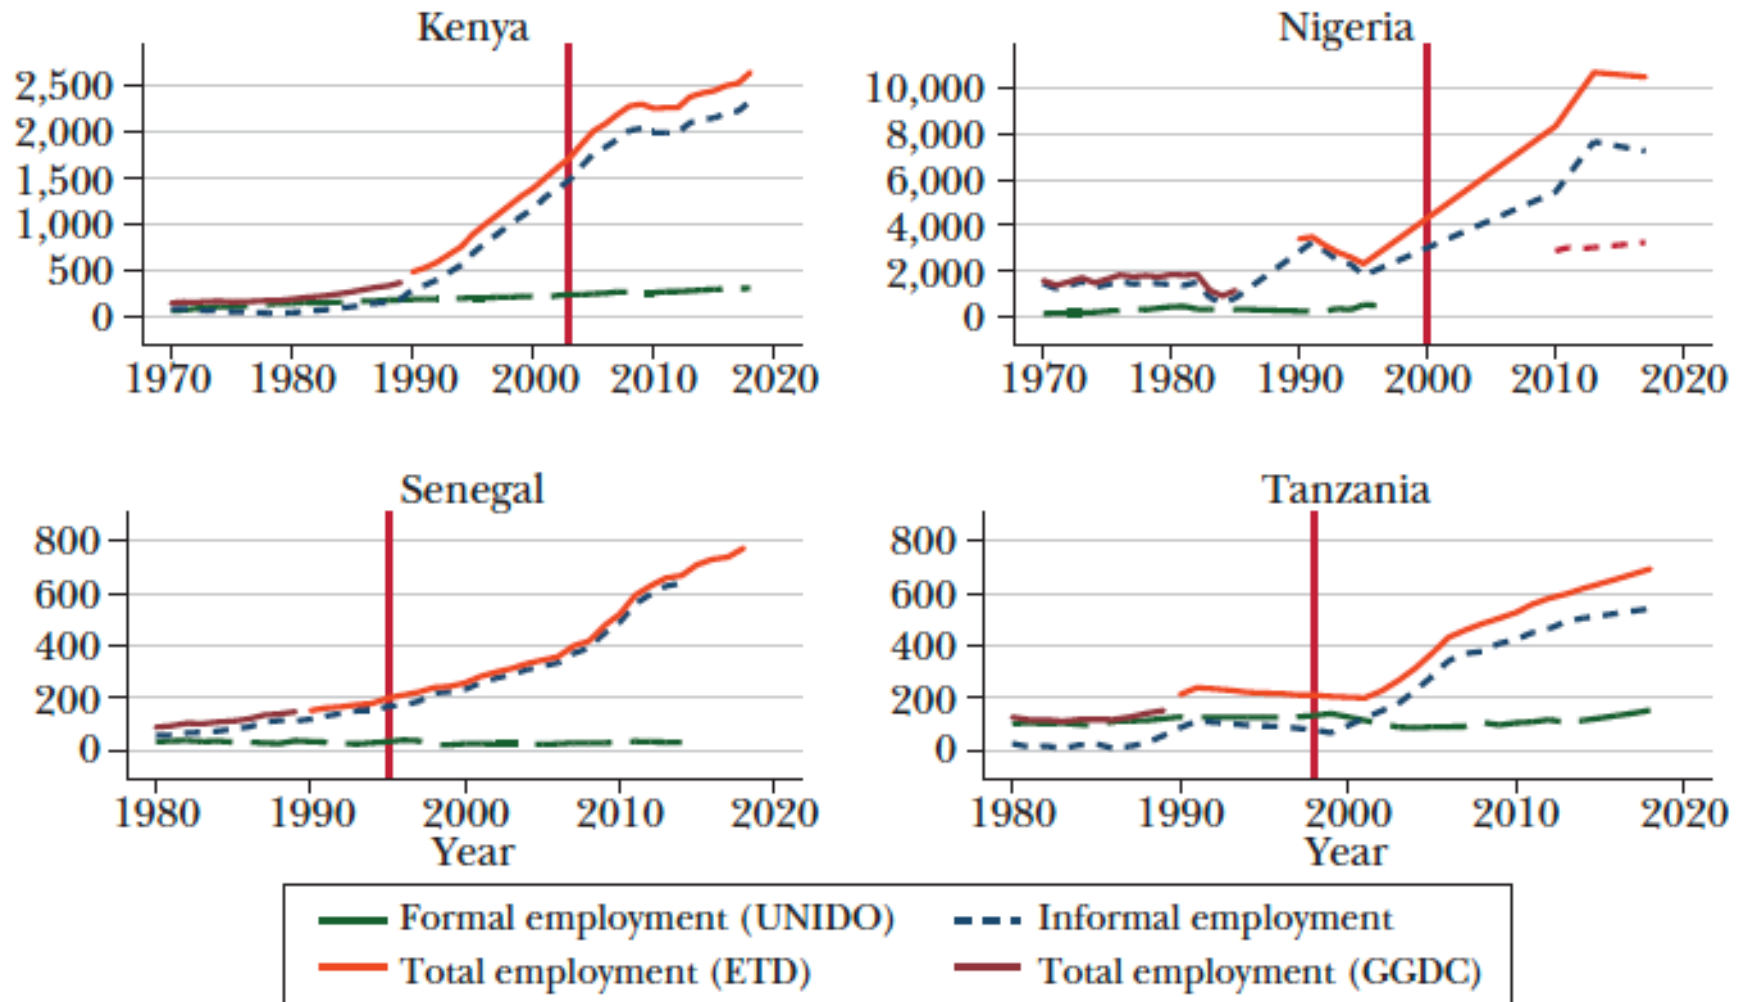 Kenya
2,500
2,000
1,500
1,000
500
0
1970 1980 1990 2000 2010 2020
Nigeria
10,000
8,000
6,000
4,000
2,000
0
1970 1980 1990 2000 2010 2020
Senegal
800
600
400
200
0
1980 1990 2000 2010 2020
Year
Tanzania
800
600
400
200
0
1980 1990 2000 2010 2020
Year
Formal employment (UNIDO) Informal employment
Total employment (ETD) Total employment (GGDC)